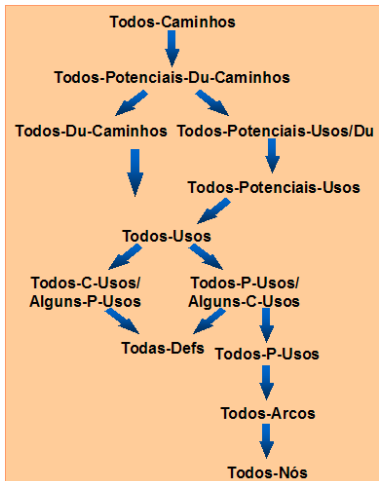 Todos-Caminhos
Todos-Potenciais-Du-Caminhos
Todos-Du-Caminhos
Todos-Potenciais-Usos/Du
Todos-Potenciais-Usos
Todos-Usos
Todos-C-Usos/
Alguns-P-Usos
Todos-P-Usos/
Alguns-C-Usos
Todas-Defs
Todos-P-Usos
Todos-Arcos
Todos-Nós